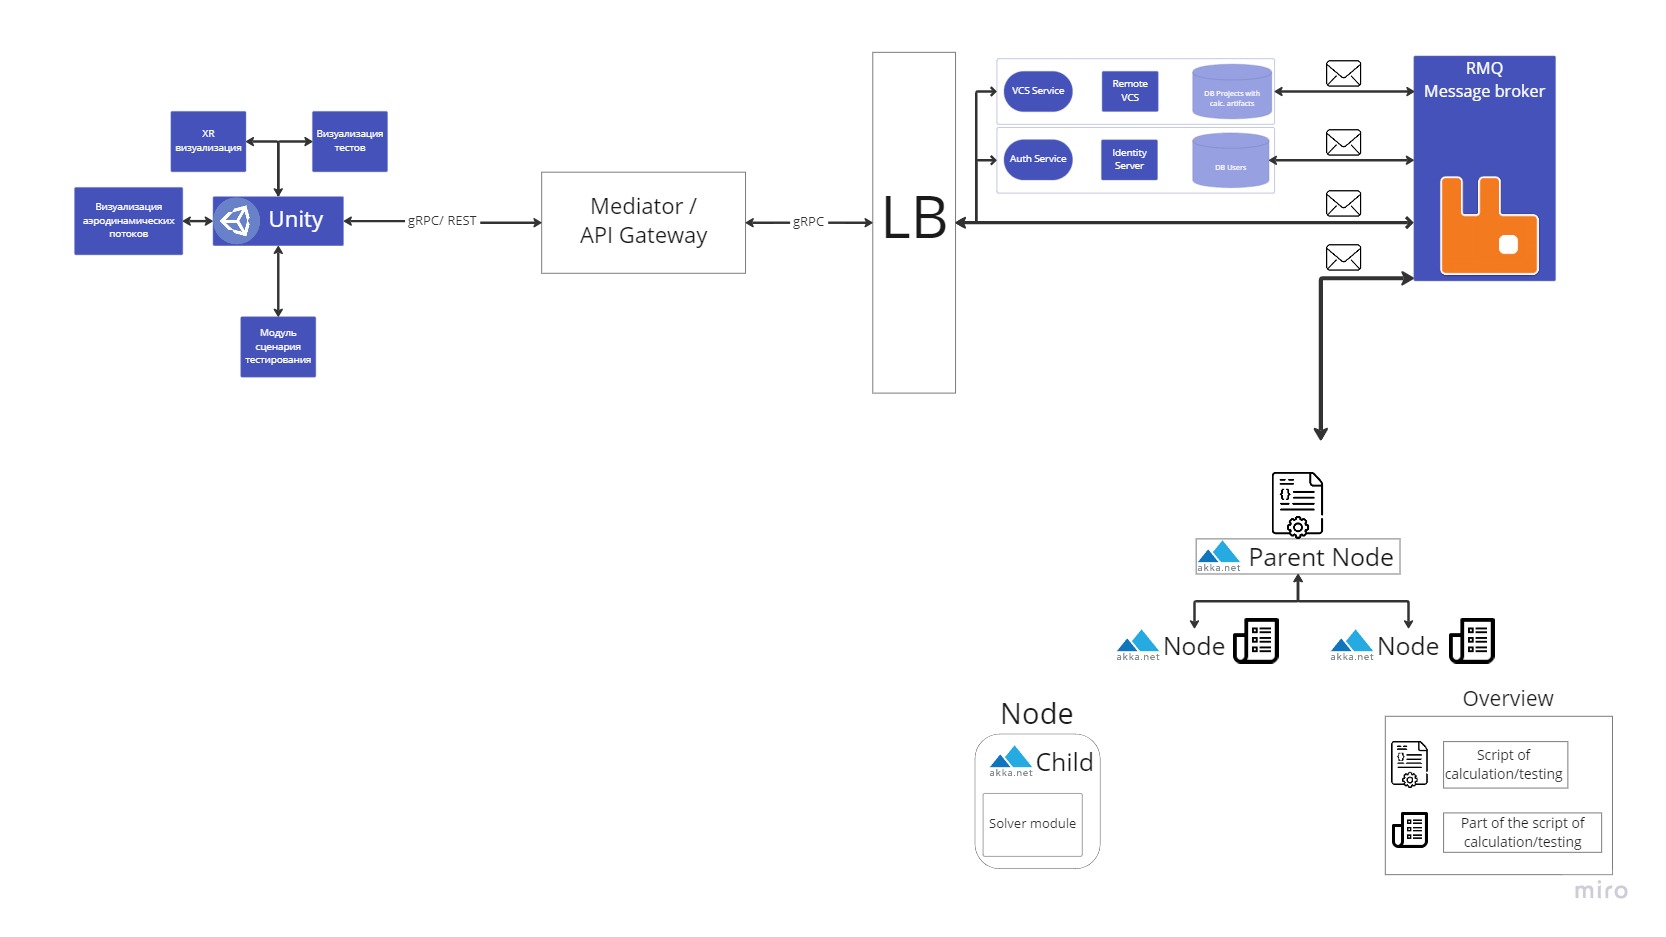 XR
визуализация
Визуализация
тестов
Визуализация
аэродинамических
потоков
Unity
Модуль
сценария
тестирования
gRPC/ REST
Mediator /
API Gateway
gRPC
LB
VCS Service
Remote
VCS
DB Projects with
calc. artifacts
Auth Service
Identity
Server
DB Users
RMQ
Message broker
akka.net
Parent Node
akka.net
Node
akka.net
Node
Node
akka.net
Child
Solver module
Overview
Script of
calculation/testing
Part of the script of
calculation/testing
miro